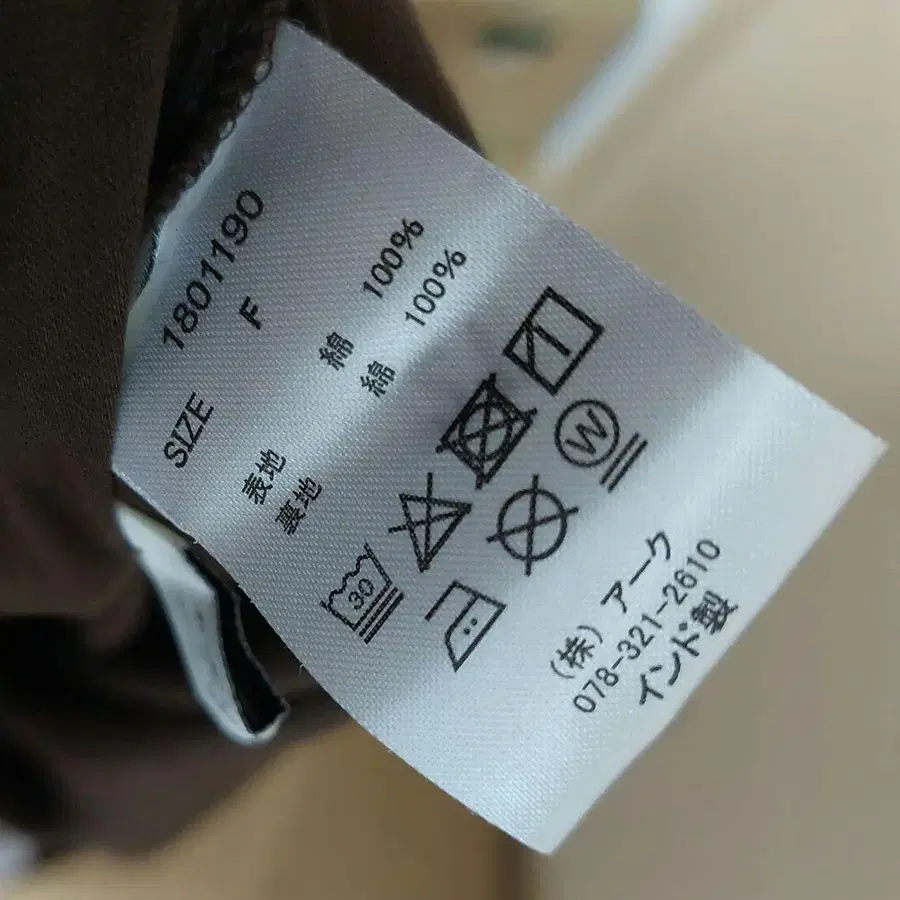 1801190
SIZE F
表地 綿 100%
裏地 綿 100%
30
W
(株) アーク
078-321-2610
インド製